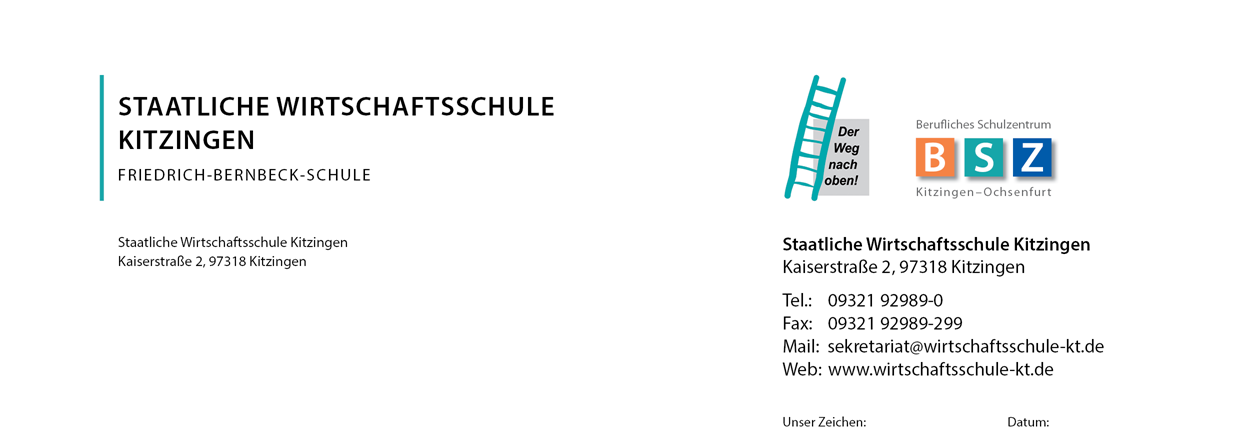 STAATLICHE WIRTSCHAFTSSCHULE
KITZINGEN
FRIEDRICH-BERNBECK-SCHULE
Staatliche Wirtschaftsschule Kitzingen
Kaiserstraße 2, 97318 Kitzingen
Der
Weg
nach
oben!
Berufliches Schulzentrum
B S Z
Kitzingen–Ochsenfurt
Staatliche Wirtschaftsschule Kitzingen
Kaiserstraße 2, 97318 Kitzingen
Tel.: 09321 92989-0
Fax: 09321 92989-299
Mail: sekretariat@wirtschaftsschule-kt.de
Web: www.wirtschaftsschule-kt.de
Unser Zeichen: Datum: